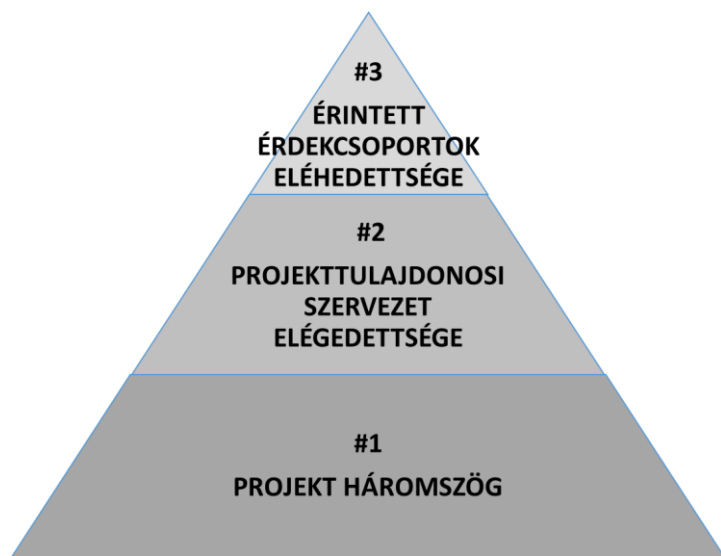 #3
ÉRINTETT
ÉRDEKCSOPORTOK
ELÉHEDETTSÉGE
#2
PROJEKTTULAJDONOSI
SZERVEZET
ELÉGEDETTSÉGE
#1
PROJEKT HÁROMSZÖG